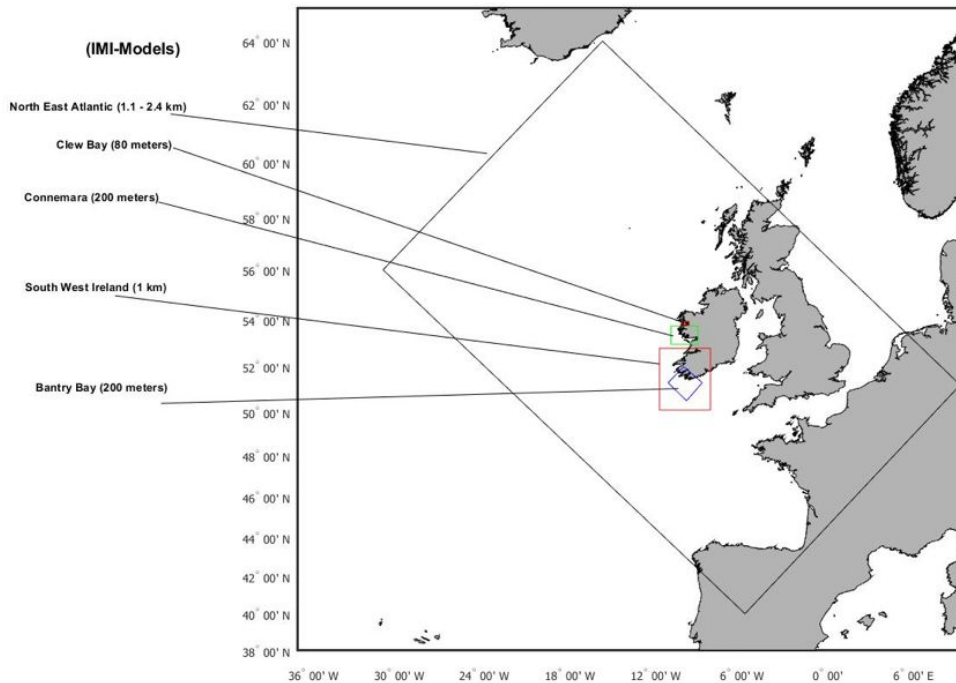 (IMI-Models)
North East Atlantic (1.1 - 2.4 km)
Clew Bay (80 meters)
Connemara (200 meters)
South West Ireland (1 km)
Bantry Bay (200 meters)
64° 00' N
62° 00' N
60° 00' N
58° 00' N
56° 00' N
54° 00' N
52° 00' N
50° 00' N
48° 00' N
46° 00' N
44° 00' N
42° 00' N
40° 00' N
38° 00' N
36° 00' W 30° 00' W 24° 00' W 18° 00' W 12° 00' W 6° 00' W 0° 00' 6° 00' E